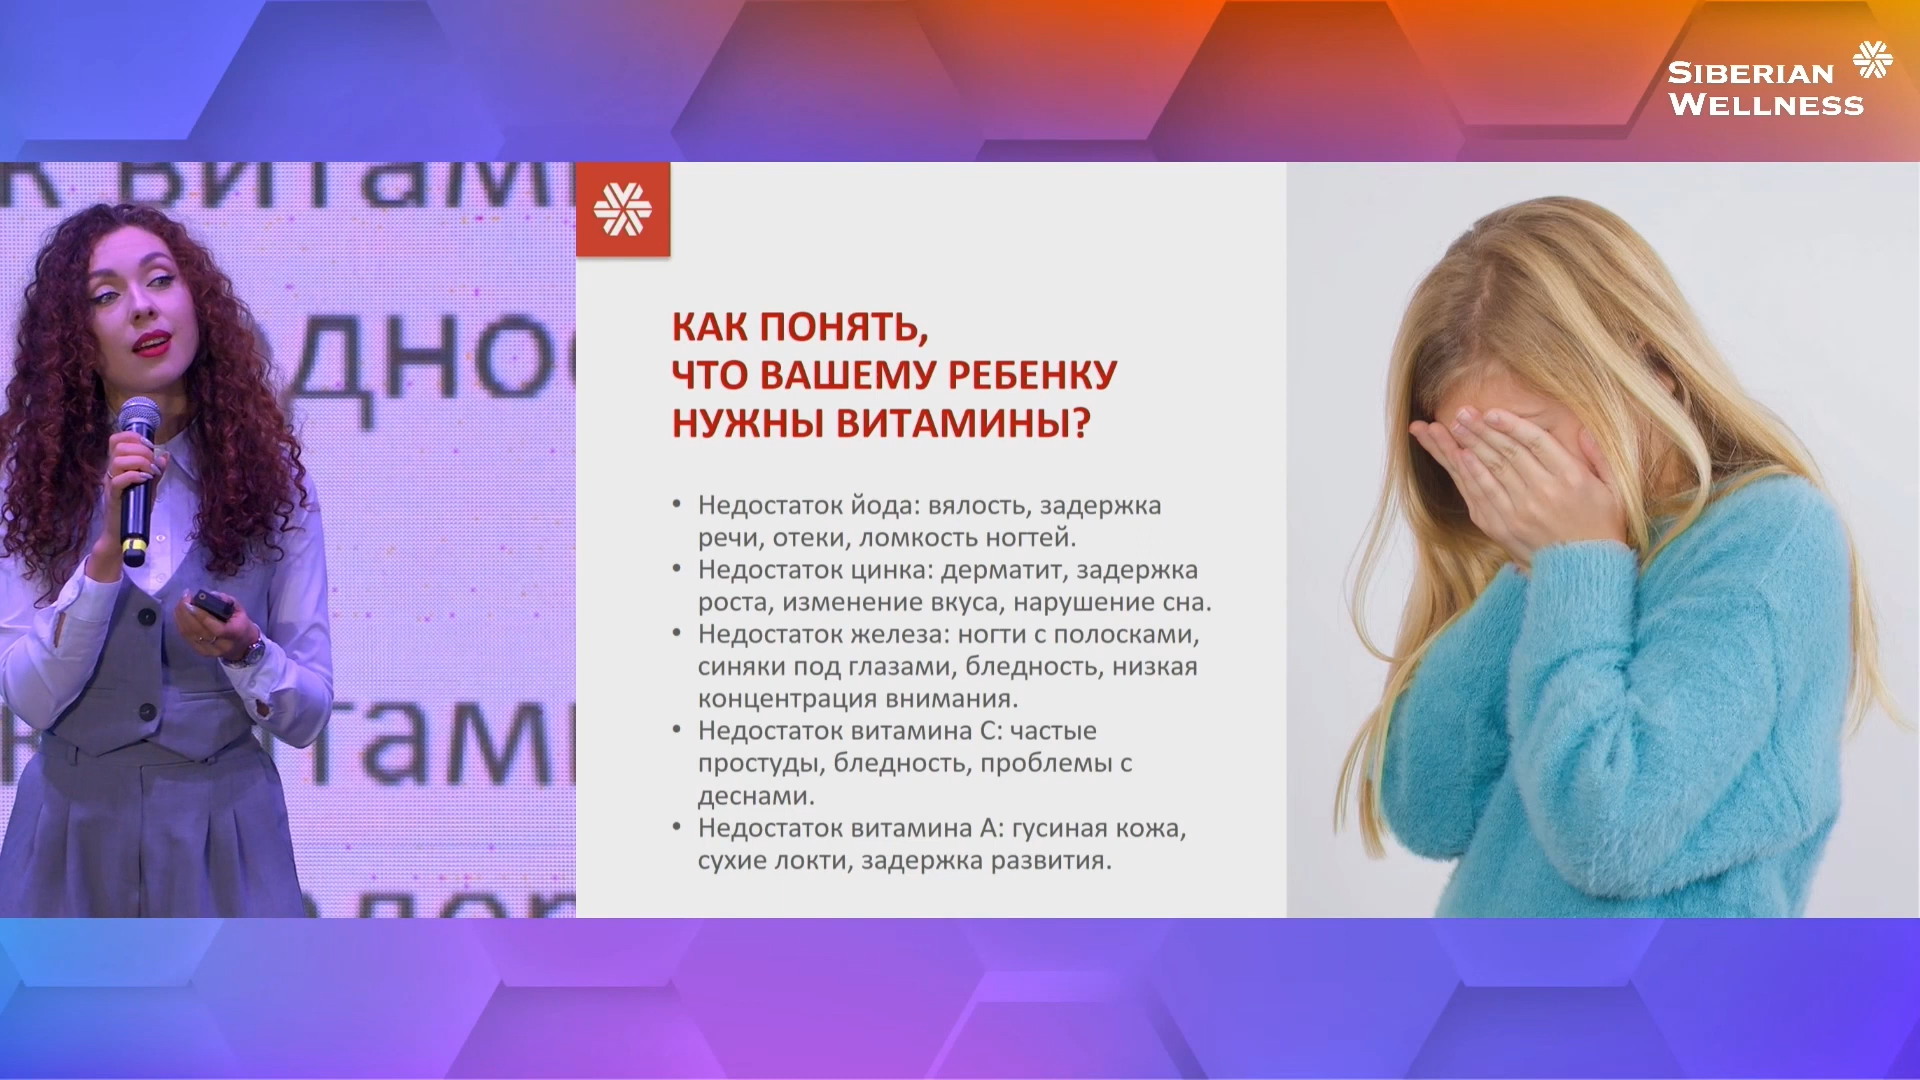 SIBERIAN
WELLNESS
КАК ПОНЯТЬ,
ЧТО ВАШЕМУ РЕБЕНКУ
НУЖНЫ ВИТАМИНЫ?
• Недостаток йода: вялость, задержка
речи, отеки, ломкость ногтей.
• Недостаток цинка: дерматит, задержка
роста, изменение вкуса, нарушение сна.
• Недостаток железа: ногти с полосками,
синяки под глазами, бледность, низкая
концентрация внимания.
• Недостаток витамина С: частые
простуды, бледность, проблемы с
деснами.
• Недостаток витамина А: гусиная кожа,
сухие локти, задержка развития.